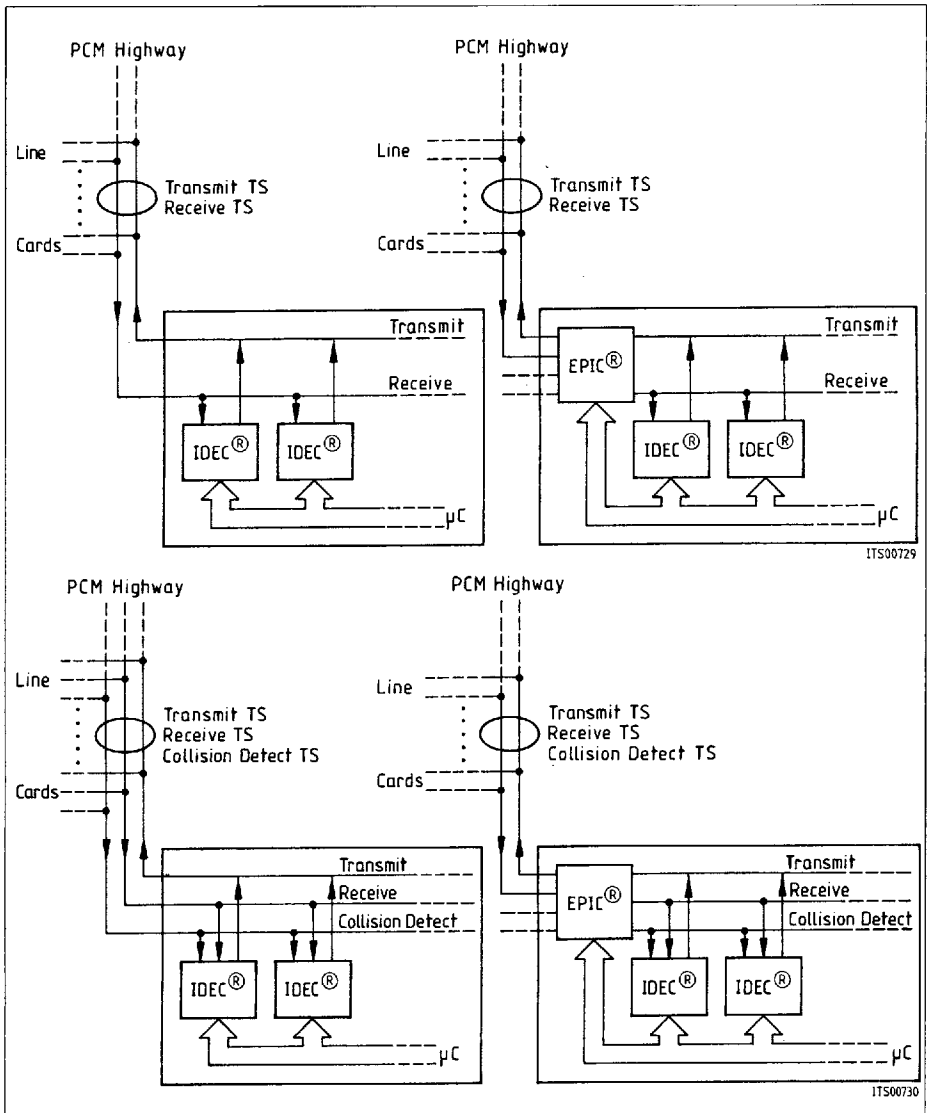 PCM Highway
Line
Transmit TS
Receive TS
Cards
Transmit
Receive
IDEC®
IDEC®
µC
PCM Highway
Line
Transmit TS
Receive TS
Cards
EPIC®
Transmit
Receive
IDEC®
IDEC®
µC
ITS00729
PCM Highway
Line
Transmit TS
Receive TS
Collision Detect TS
Cards
Transmit
Receive
Collision Detect
IDEC®
IDEC®
µC
PCM Highway
Line
Transmit TS
Receive TS
Collision Detect TS
Cards
EPIC®
Transmit
Receive
Collision Detect
IDEC®
IDEC®
µC
ITS00730